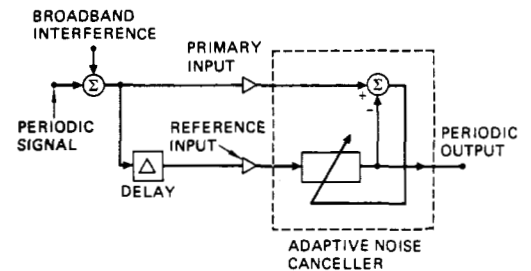 BROADBAND
INTERFERENCE
PRIMARY
INPUT
Σ
Σ
+
-
PERIODIC
SIGNAL
REFERENCE
INPUT
PERIODIC
OUTPUT
Δ
DELAY
ADAPTIVE NOISE
CANCELLER